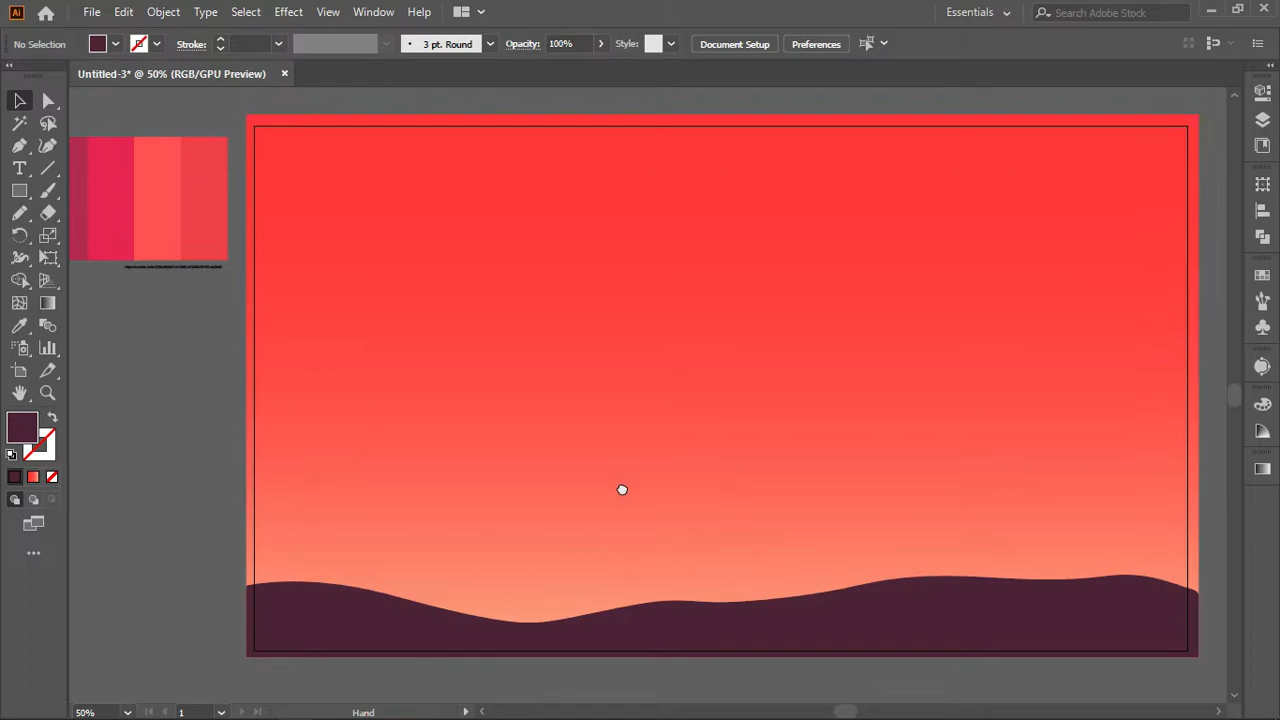 Ai File Edit Object Type Select Effect View Window Help Essentials Search Adobe Stock
No Selection Stroke: 3 pt. Round Opacity: 100% Style: Document Setup Preferences
Untitled-3* @ 50% (RGB/GPU Preview)
50% 1 Hand